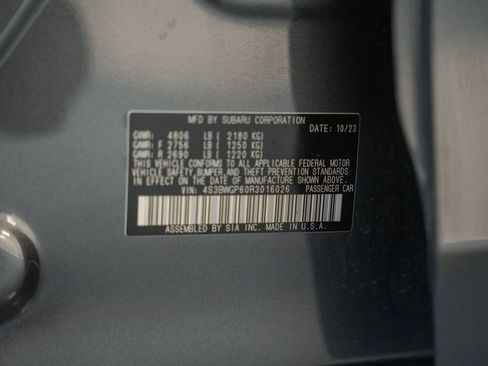 MFD BY SUBARU CORPORATION
DATE: 10/23
GVWR: 4806 LB ( 2180 KG)
GAWR: F 2756 LB ( 1250 KG)
GAWR: R 2690 LB ( 1220 KG)
THIS VEHICLE CONFORMS TO ALL APPLICABLE FEDERAL MOTOR
VEHICLE SAFETY,BUMPER,AND THEFT PREVENTION STANDARDS
IN EFFECT ON THE DATE OF MANUFACTURE SHOWN ABOVE.
VIN: 4S3BWGP60R3016026 PASSENGER CAR
ASSEMBLED BY SIA INC. MADE IN U.S.A.